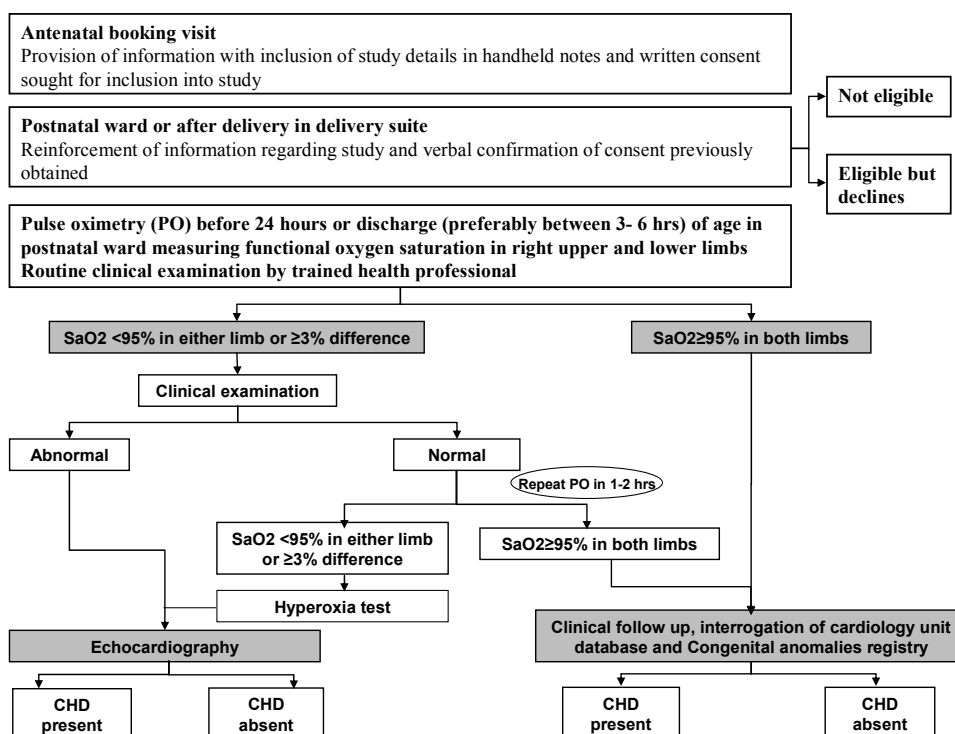 Antenatal booking visit
Provision of information with inclusion of study details in handheld notes and written consent
sought for inclusion into study
Not eligible
Postnatal ward or after delivery in delivery suite
Reinforcement of information regarding study and verbal confirmation of consent previously
obtained
Eligible but
declines
Pulse oximetry (PO) before 24 hours or discharge (preferably between 3- 6 hrs) of age in
postnatal ward measuring functional oxygen saturation in right upper and lower limbs
Routine clinical examination by trained health professional
SaO2 <95% in either limb or ≥3% difference
SaO2≥95% in both limbs
Clinical examination
Abnormal
Normal
Repeat PO in 1-2 hrs
SaO2 <95% in either limb
or ≥3% difference
SaO2≥95% in both limbs
Hyperoxia test
Echocardiography
Clinical follow up, interrogation of cardiology unit
database and Congenital anomalies registry
CHD
present
CHD
absent
CHD
present
CHD
absent